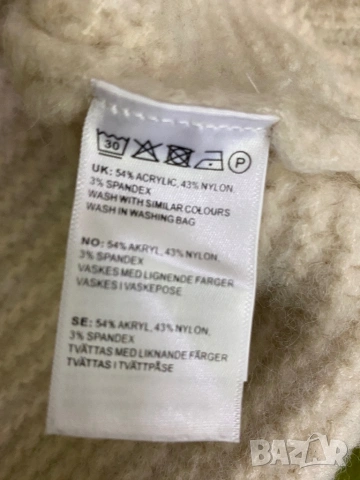 30 P
UK: 54% ACRYLIC, 43% NYLON,
3% SPANDEX
WASH WITH SIMILAR COLOURS
WASH IN WASHING BAG
NO: 54% AKRYL, 43% NYLON,
3% SPANDEX
VASKES MED LIGNENDE FARGER
VASKES I VASKEPOSE
SE: 54% AKRYL, 43% NYLON,
3% SPANDEX
TVÄTTAS MED LIKNANDE FÄRGER
TVÄTTAS I TVÄTTPÅSE
BAZAR.bg